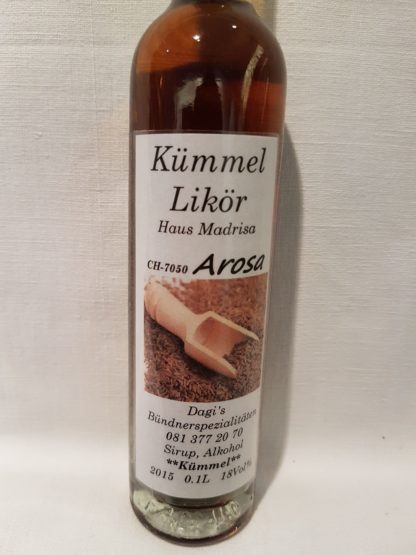 Kümmel
Likör
Haus Madrisa
CH-7050 Arosa
Dagi's
Bündnerspezialitäten
081 377 20 70
Sirup, Alkohol
**Kümmel**
2015 0.1L 18Vol%